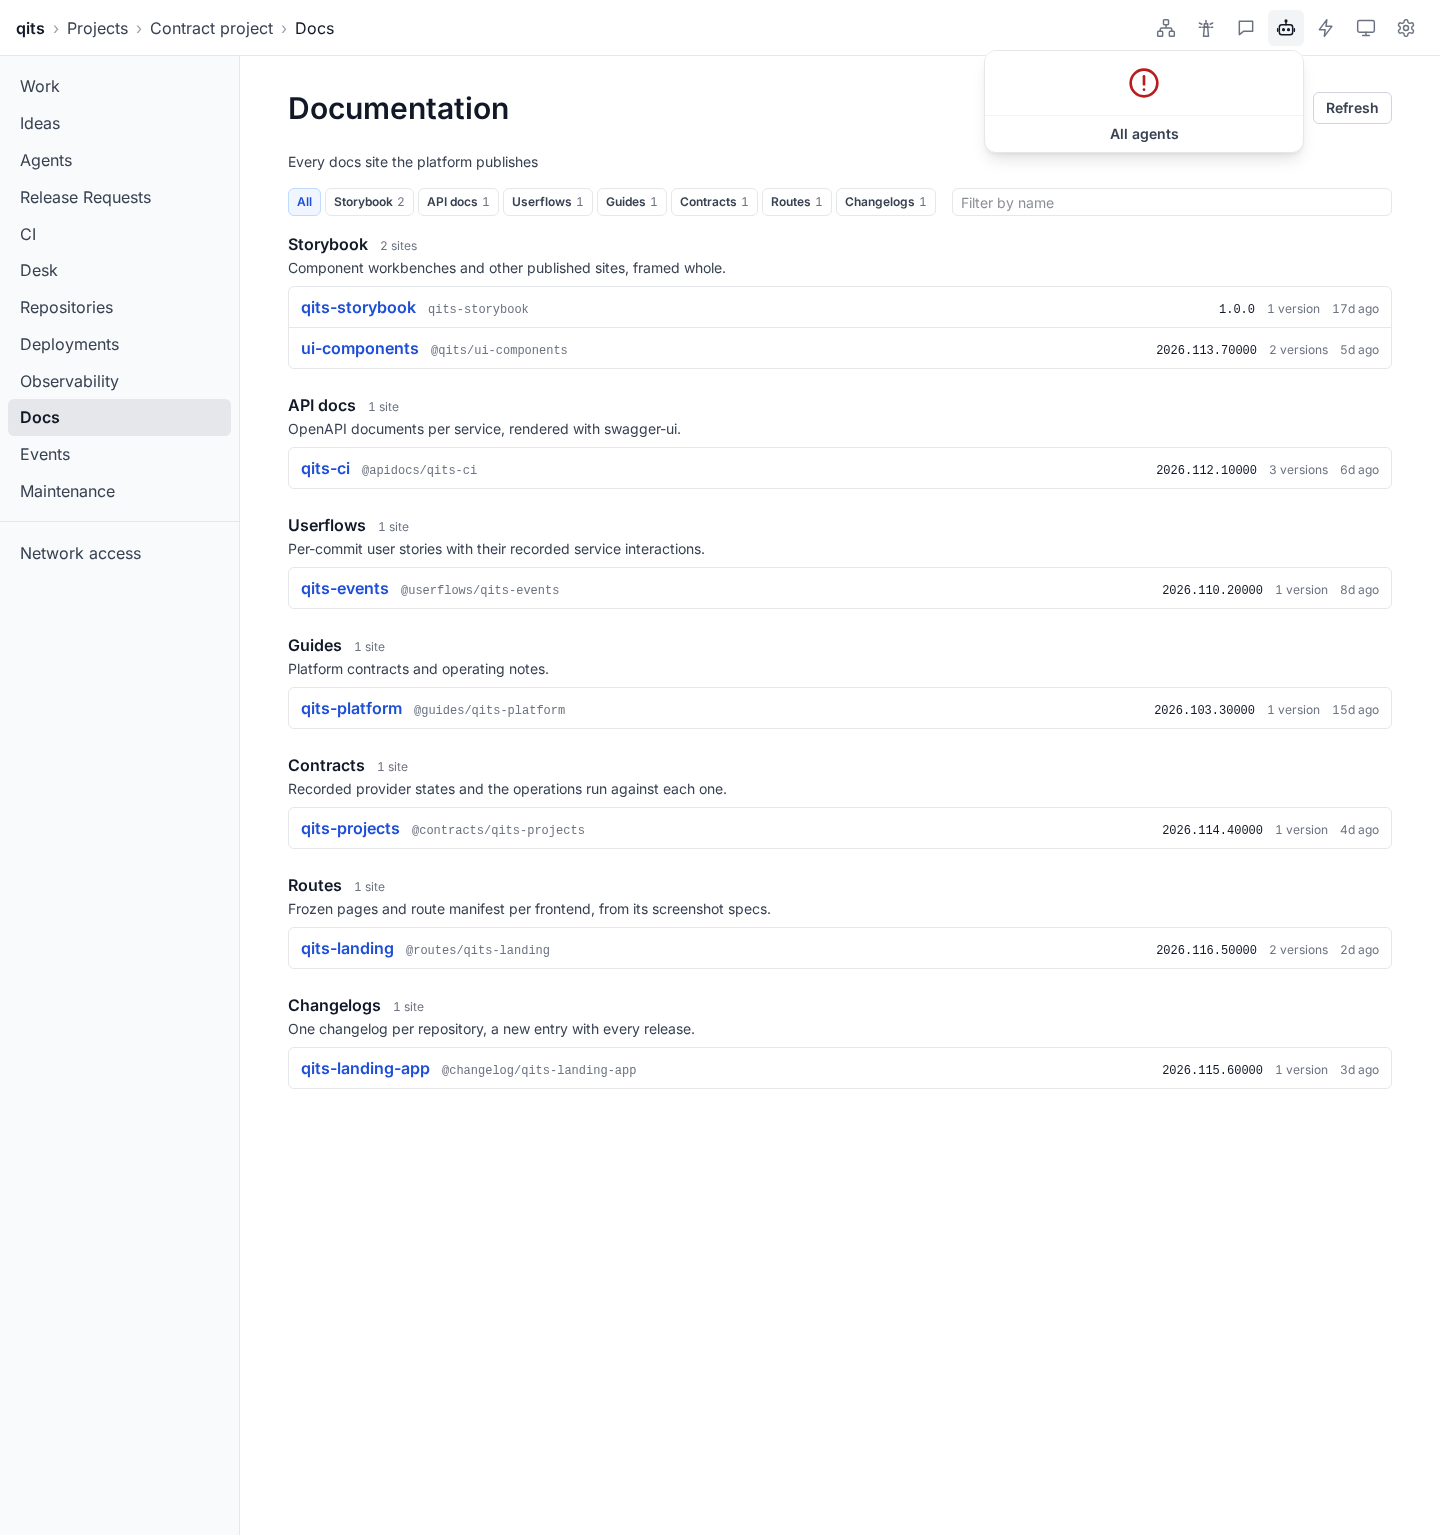 qits › Projects › Contract project › Docs
Work
Ideas
Agents
Release Requests
CI
Desk
Repositories
Deployments
Observability
Docs
Events
Maintenance
Network access
All agents
Documentation
Refresh
Every docs site the platform publishes
All Storybook 2 API docs 1 Userflows 1 Guides 1 Contracts 1 Routes 1 Changelogs 1 Filter by name
Storybook 2 sites
Component workbenches and other published sites, framed whole.
qits-storybook qits-storybook 1.0.0 1 version 17d ago
ui-components @qits/ui-components 2026.113.70000 2 versions 5d ago
API docs 1 site
OpenAPI documents per service, rendered with swagger-ui.
qits-ci @apidocs/qits-ci 2026.112.10000 3 versions 6d ago
Userflows 1 site
Per-commit user stories with their recorded service interactions.
qits-events @userflows/qits-events 2026.110.20000 1 version 8d ago
Guides 1 site
Platform contracts and operating notes.
qits-platform @guides/qits-platform 2026.103.30000 1 version 15d ago
Contracts 1 site
Recorded provider states and the operations run against each one.
qits-projects @contracts/qits-projects 2026.114.40000 1 version 4d ago
Routes 1 site
Frozen pages and route manifest per frontend, from its screenshot specs.
qits-landing @routes/qits-landing 2026.116.50000 2 versions 2d ago
Changelogs 1 site
One changelog per repository, a new entry with every release.
qits-landing-app @changelog/qits-landing-app 2026.115.60000 1 version 3d ago